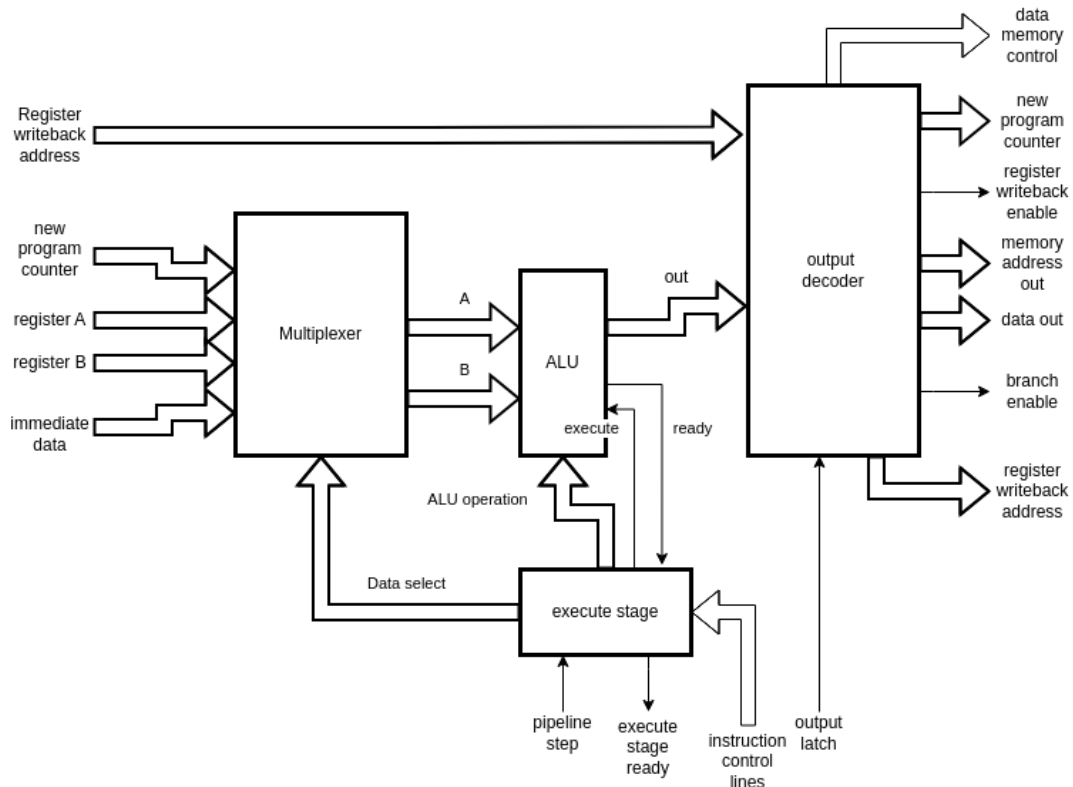 data
memory
control
Register
writeback
address
new
program
counter
register
writeback
enable
new
program
counter
memory
address
out
output
decoder
out
A
register A
Multiplexer
data out
register B
ALU
B
branch
enable
immediate
data
execute
ready
register
writeback
address
ALU operation
Data select
execute stage
pipeline
step
execute
stage
ready
instruction
control
lines
output
latch